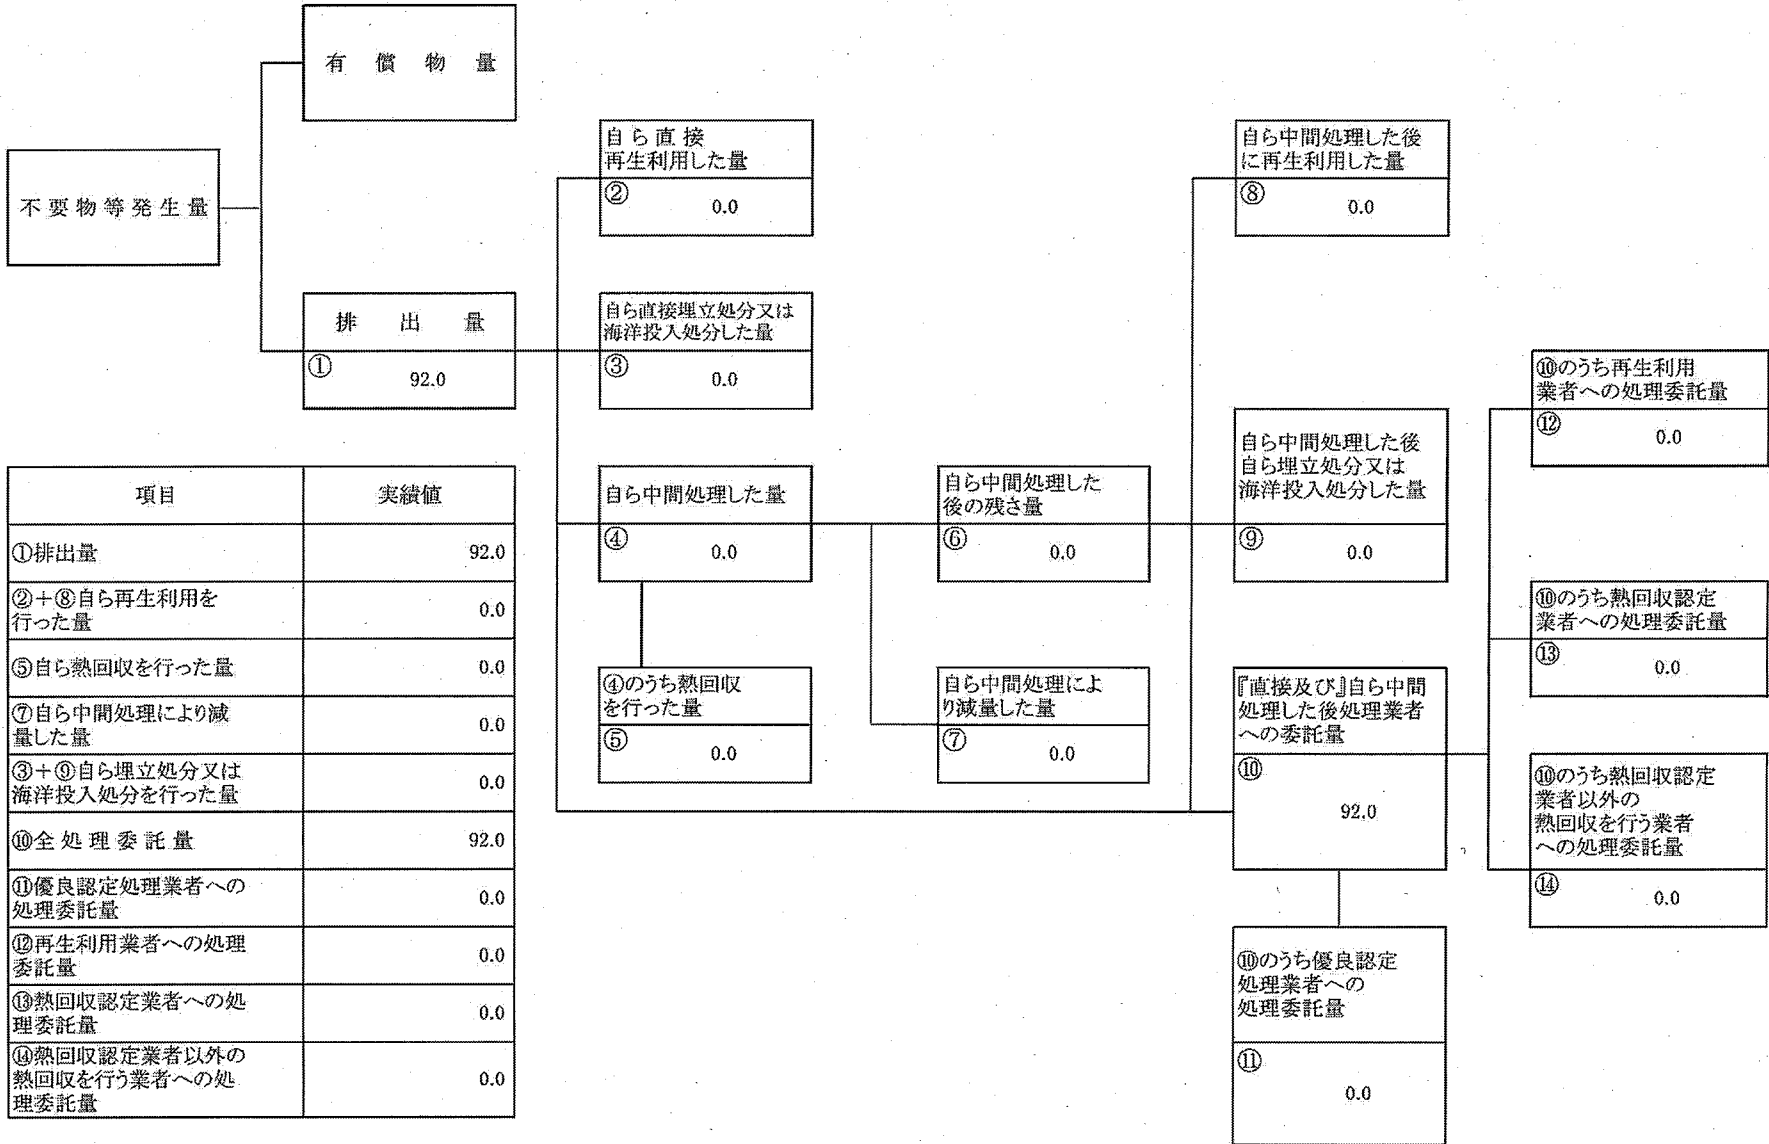 有 償 物 量
不 要 物 等 発 生 量
排 出 量
① 92.0
自 ら 直 接
再生利用した量
② 0.0
自ら直接埋立処分又は
海洋投入処分した量
③ 0.0
自ら中間処理した量
④ 0.0
④のうち熱回収
を行った量
⑤ 0.0
自ら中間処理した
後の残さ量
⑥ 0.0
自ら中間処理によ
り減量した量
⑦ 0.0
自ら中間処理した後
に再生利用した量
⑧ 0.0
自ら中間処理した後
自ら埋立処分又は
海洋投入処分した量
⑨ 0.0
『直接及び』自ら中間
処理した後処理業者
への委託量
⑩
92.0
⑩のうち優良認定
処理業者への
処理委託量
⑪
0.0
⑩のうち再生利用
業者への処理委託量
⑫ 0.0
⑩のうち熱回収認定
業者への処理委託量
⑬ 0.0
⑩のうち熱回収認定
業者以外の
熱回収を行う業者
への処理委託量
⑭ 0.0
項目 実績値
①排出量 92.0
②＋⑧自ら再生利用を
行った量 0.0
⑤自ら熱回収を行った量 0.0
⑦自ら中間処理により減
量した量 0.0
③＋⑨自ら埋立処分又は
海洋投入処分を行った量 0.0
⑩全 処 理 委 託 量 92.0
⑪優良認定処理業者への
処理委託量 0.0
⑫再生利用業者への処理
委託量 0.0
⑬熱回収認定業者への処
理委託量 0.0
⑭熱回収認定業者以外の
熱回収を行う業者への処
理委託量 0.0